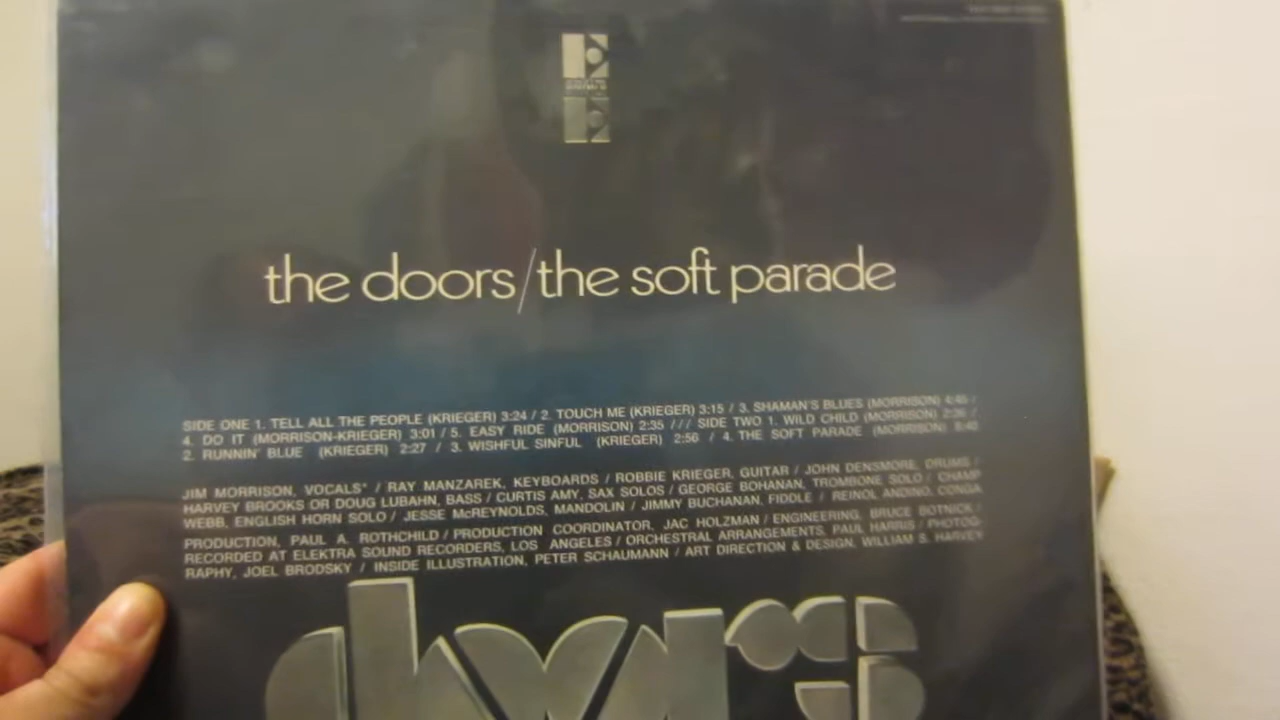 the doors/the soft parade
SIDE ONE 1. TELL ALL THE PEOPLE (KRIEGER) 3:24 / 2. TOUCH ME (KRIEGER) 3:15 / 3. SHAMAN'S BLUES (MORRISON) 4:45 /
4. DO IT (MORRISON-KRIEGER) 3:01 / 5. EASY RIDE (MORRISON) 2:35 /// SIDE TWO 1. WILD CHILD (MORRISON) 2:36 /
2. RUNNIN' BLUE (KRIEGER) 2:27 / 3. WISHFUL SINFUL (KRIEGER) 2:56 / 4. THE SOFT PARADE (MORRISON) 8:40
JIM MORRISON, VOCALS* / RAY MANZAREK, KEYBOARDS / ROBBIE KRIEGER, GUITAR / JOHN DENSMORE, DRUMS /
HARVEY BROOKS OR DOUG LUBAHN, BASS / CURTIS AMY, SAX SOLOS / GEORGE BOHANAN, TROMBONE SOLO / CHAMP
WEBB, ENGLISH HORN SOLO / JESSE McREYNOLDS, MANDOLIN / JIMMY BUCHANAN, FIDDLE / REINOL ANDINO, CONGA
PRODUCTION, PAUL A. ROTHCHILD / PRODUCTION COORDINATOR, JAC HOLZMAN / ENGINEERING, BRUCE BOTNICK /
RECORDED AT ELEKTRA SOUND RECORDERS, LOS ANGELES / ORCHESTRAL ARRANGEMENTS, PAUL HARRIS / PHOTOG-
RAPHY, JOEL BRODSKY / INSIDE ILLUSTRATION, PETER SCHAUMANN / ART DIRECTION & DESIGN, WILLIAM S. HARVEY
doors